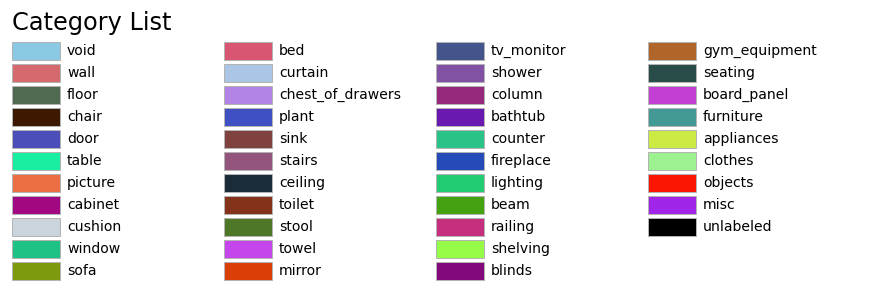 Category List
void
wall
floor
chair
door
table
picture
cabinet
cushion
window
sofa
bed
curtain
chest_of_drawers
plant
sink
stairs
ceiling
toilet
stool
towel
mirror
tv_monitor
shower
column
bathtub
counter
fireplace
lighting
beam
railing
shelving
blinds
gym_equipment
seating
board_panel
furniture
appliances
clothes
objects
misc
unlabeled